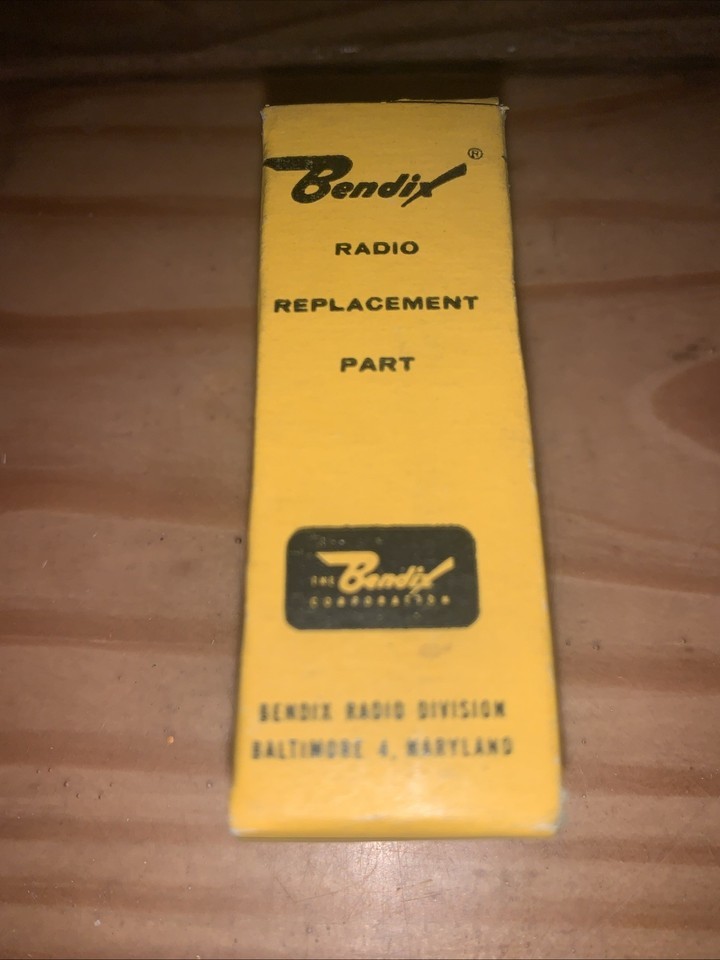 Bendix ®
RADIO
REPLACEMENT
PART
THE Bendix
CORPORATION
BENDIX RADIO DIVISION
BALTIMORE 4, MARYLAND